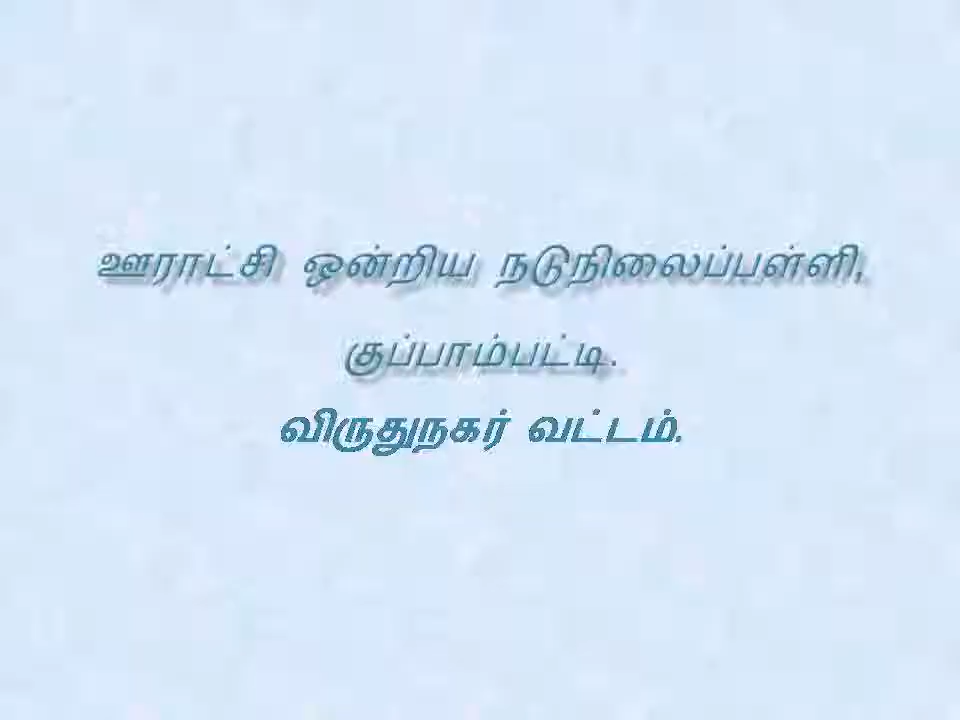 ஊராட்சி ஒன்றிய நடுநிலைப்பள்ளி,
குப்பாம்பட்டி.
விருதுநகர் வட்டம்.